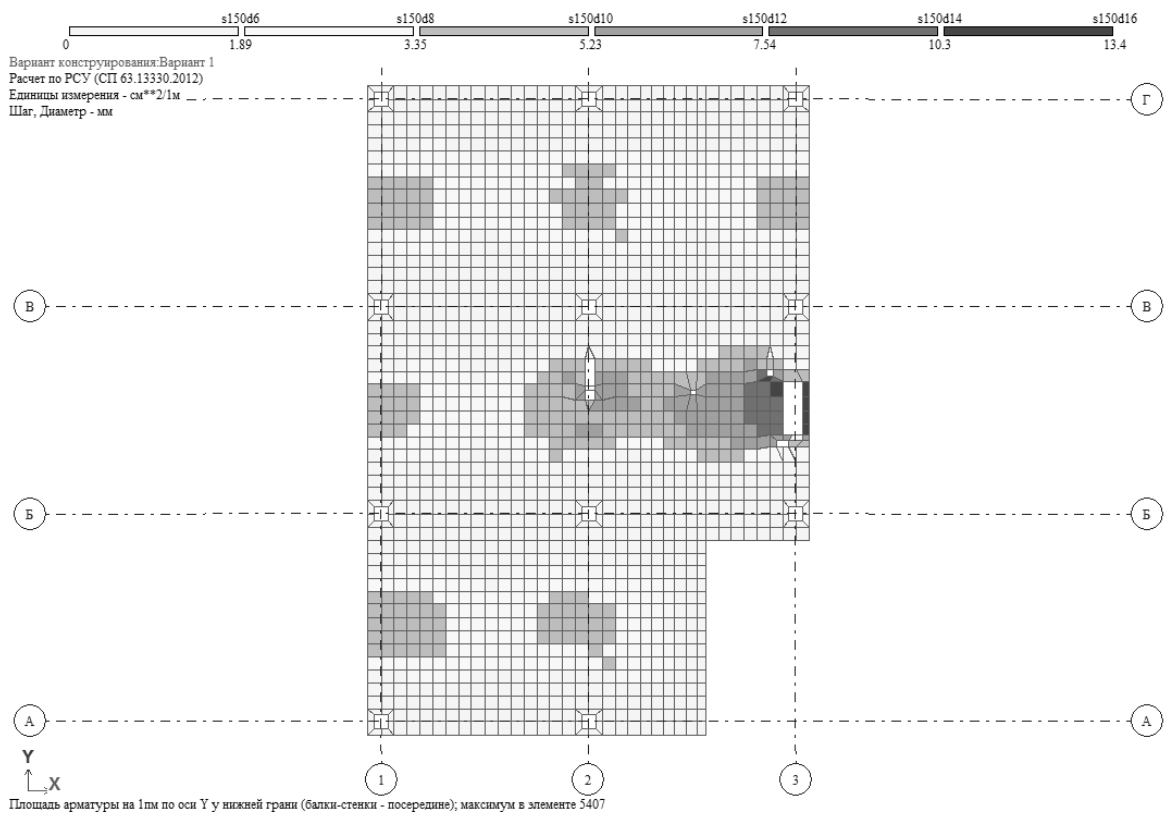 s150d6 s150d8 s150d10 s150d12 s150d14 s150d16
0 1.89 3.35 5.23 7.54 10.3 13.4
Вариант конструирования:Вариант 1
Расчет по РСУ (СП 63.13330.2012)
Единицы измерения - см**2/1м
Шаг, Диаметр - мм
Г
В В
Б Б
А А
Y
X
1 2 3
Площадь арматуры на 1пм по оси Y у нижней грани (балки-стенки - посередине); максимум в элементе 5407